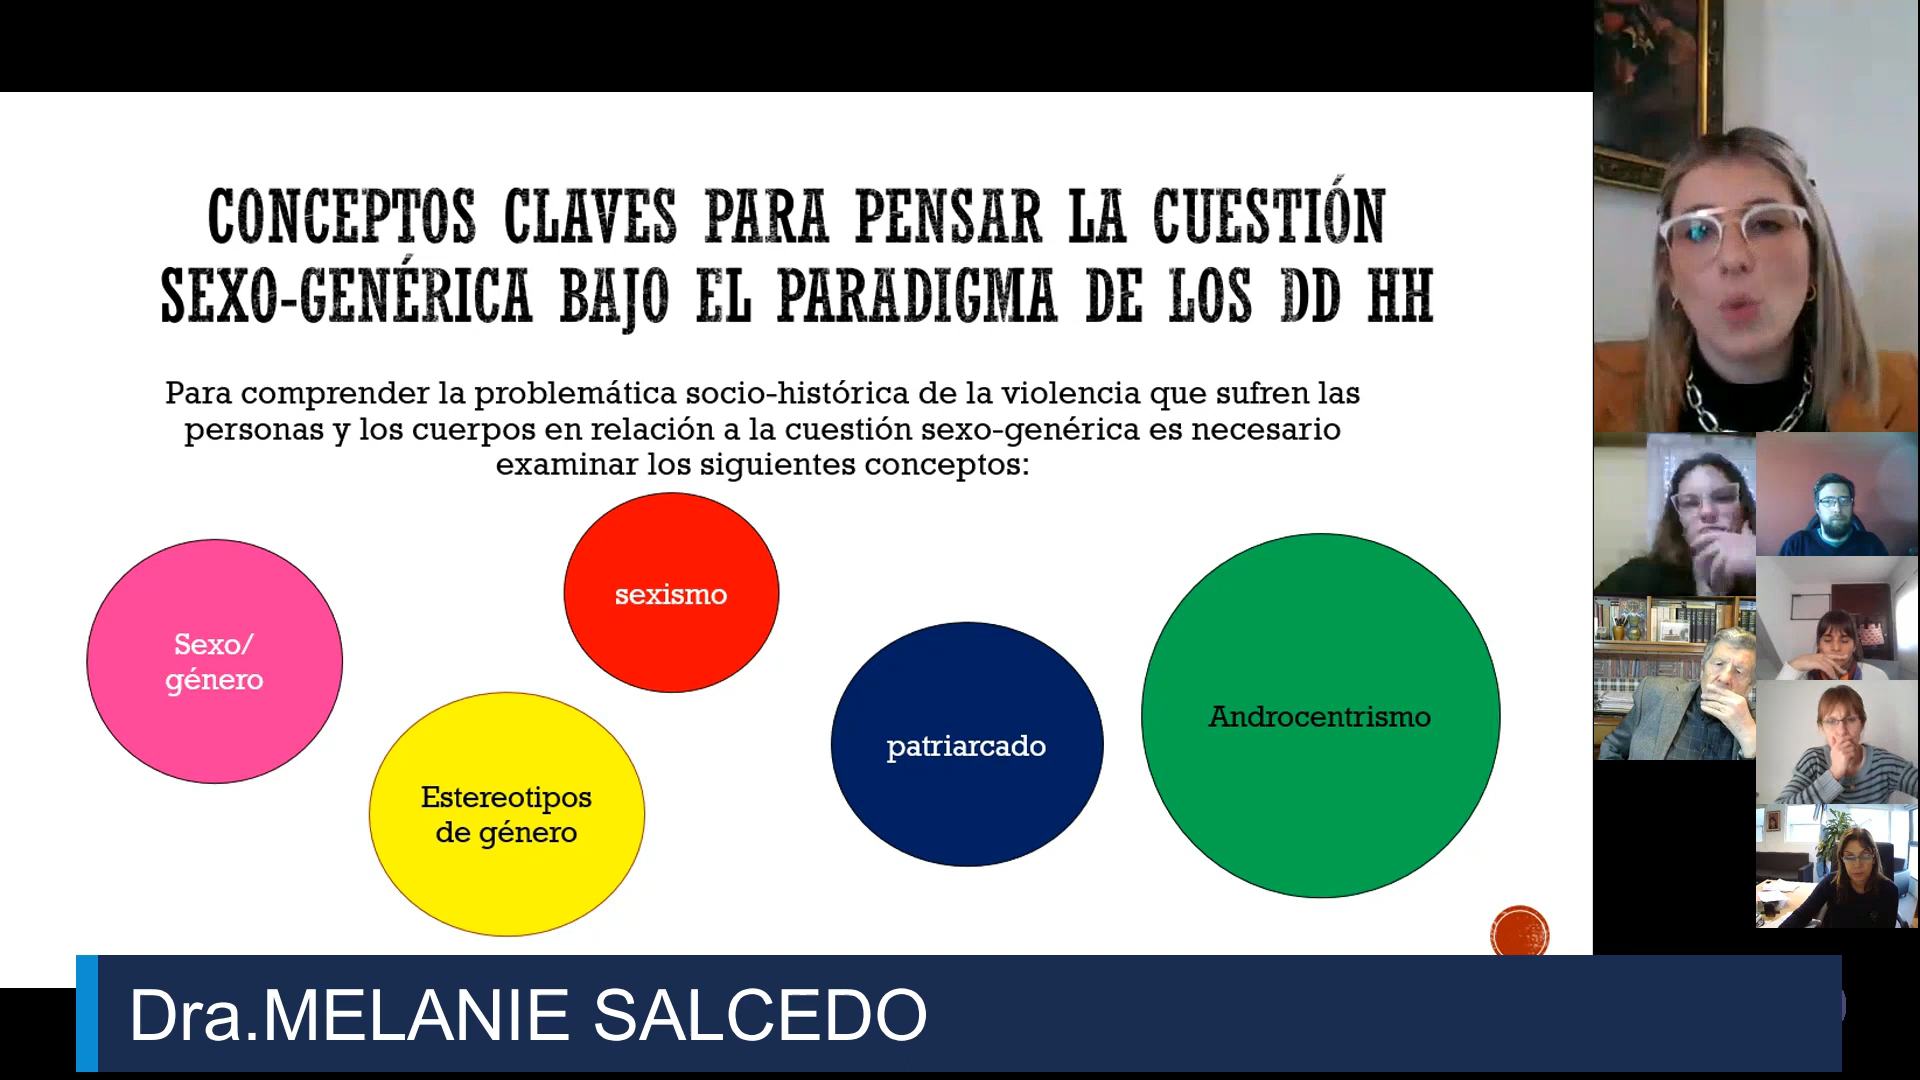 CONCEPTOS CLAVES PARA PENSAR LA CUESTIÓN
SEXO-GENÉRICA BAJO EL PARADIGMA DE LOS DD HH
Para comprender la problemática socio-histórica de la violencia que sufren las
personas y los cuerpos en relación a la cuestión sexo-genérica es necesario
examinar los siguientes conceptos:
Sexo/
género
Estereotipos
de género
sexismo
patriarcado
Androcentrismo
Dra.MELANIE SALCEDO